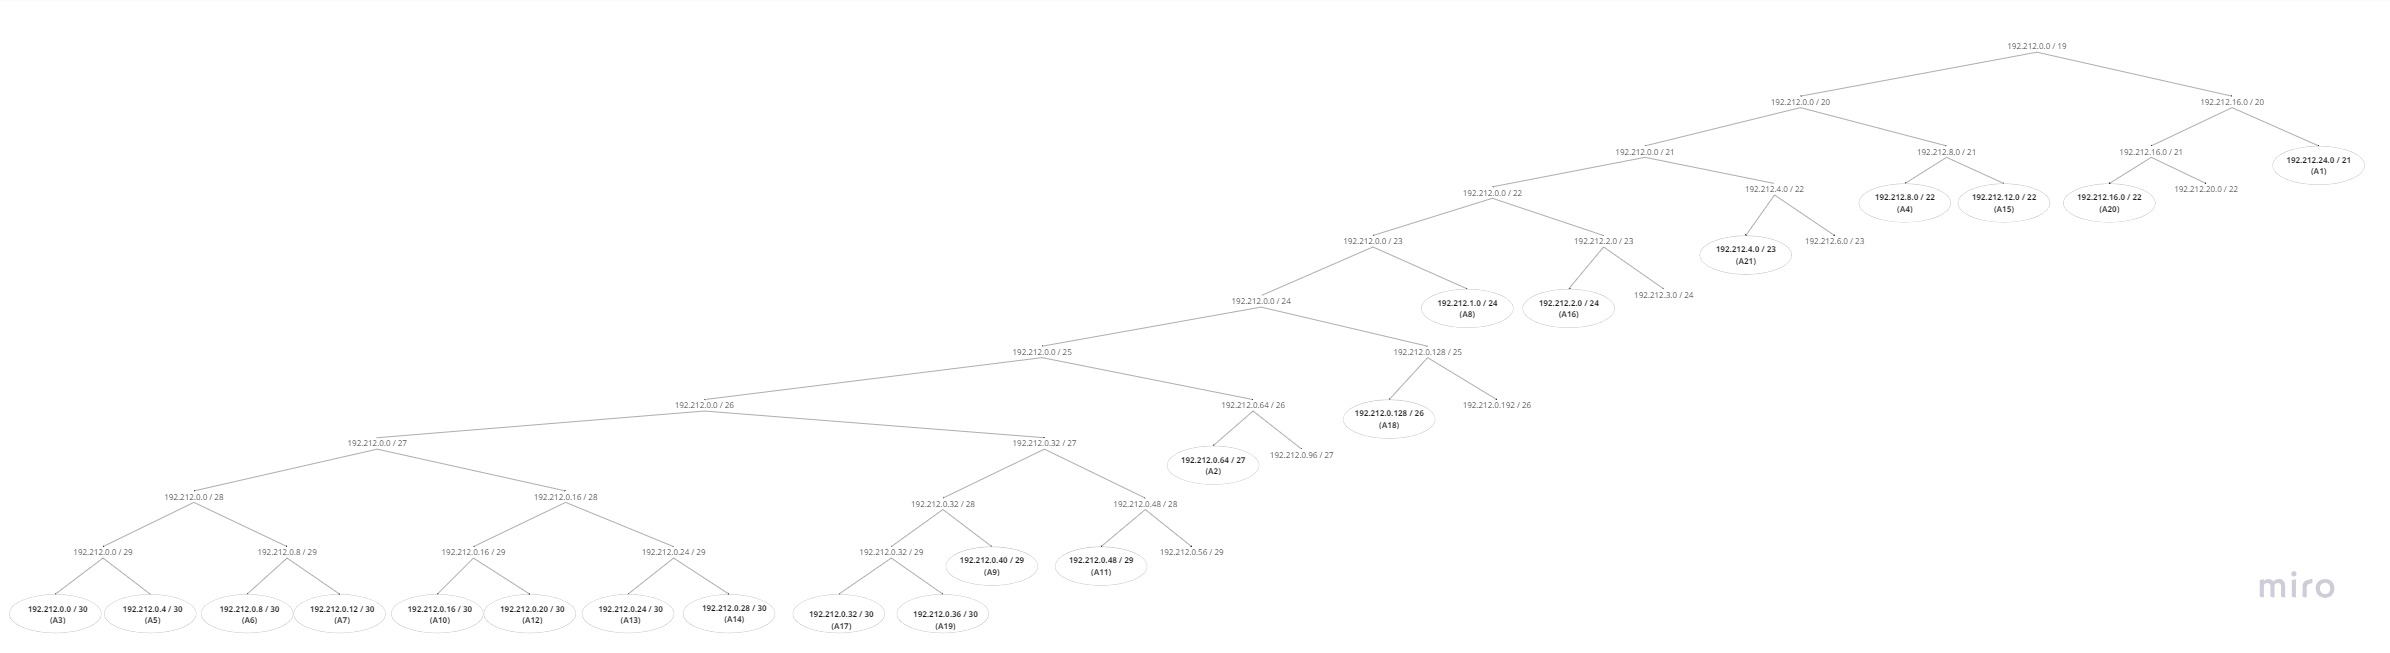 192.212.0.0 / 19
192.212.0.0 / 20
192.212.16.0 / 20
192.212.0.0 / 21
192.212.8.0 / 21
192.212.16.0 / 21
192.212.24.0 / 21
(A1)
192.212.0.0 / 22
192.212.4.0 / 22
192.212.8.0 / 22
(A4)
192.212.12.0 / 22
(A15)
192.212.16.0 / 22
(A20)
192.212.20.0 / 22
192.212.0.0 / 23
192.212.2.0 / 23
192.212.4.0 / 23
(A21)
192.212.6.0 / 23
192.212.0.0 / 24
192.212.1.0 / 24
(A8)
192.212.2.0 / 24
(A16)
192.212.3.0 / 24
192.212.0.0 / 25
192.212.0.128 / 25
192.212.0.0 / 26
192.212.0.64 / 26
192.212.0.128 / 26
(A18)
192.212.0.192 / 26
192.212.0.0 / 27
192.212.0.32 / 27
192.212.0.64 / 27
(A2)
192.212.0.96 / 27
192.212.0.0 / 28
192.212.0.16 / 28
192.212.0.32 / 28
192.212.0.48 / 28
192.212.0.0 / 29
192.212.0.8 / 29
192.212.0.16 / 29
192.212.0.24 / 29
192.212.0.32 / 29
192.212.0.40 / 29
(A9)
192.212.0.48 / 29
(A11)
192.212.0.56 / 29
192.212.0.0 / 30
(A3)
192.212.0.4 / 30
(A5)
192.212.0.8 / 30
(A6)
192.212.0.12 / 30
(A7)
192.212.0.16 / 30
(A10)
192.212.0.20 / 30
(A12)
192.212.0.24 / 30
(A13)
192.212.0.28 / 30
(A14)
192.212.0.32 / 30
(A17)
192.212.0.36 / 30
(A19)
miro